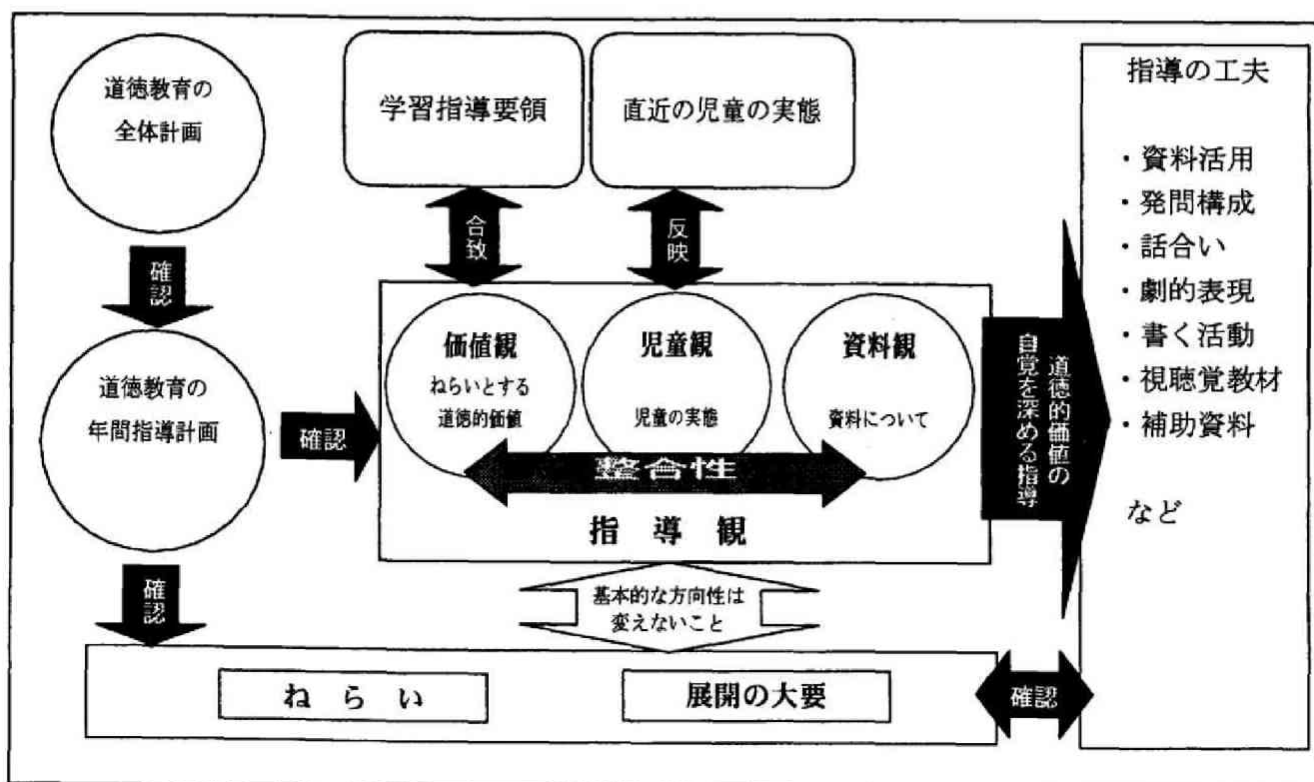 道徳教育の
全体計画
確認
道徳教育の
年間指導計画
確認
確認
学習指導要領
合致
直近の児童の実態
反映
価値観
ねらいとする
道徳的価値
児童観
児童の実態
資料観
資料について
整合性
指導観
基本的な方向性は
変えないこと
ねらい
展開の大要
確認
道徳的価値の
自覚を深める指導
指導の工夫
・資料活用
・発問構成
・話合い
・劇的表現
・書く活動
・視聴覚教材
・補助資料
など